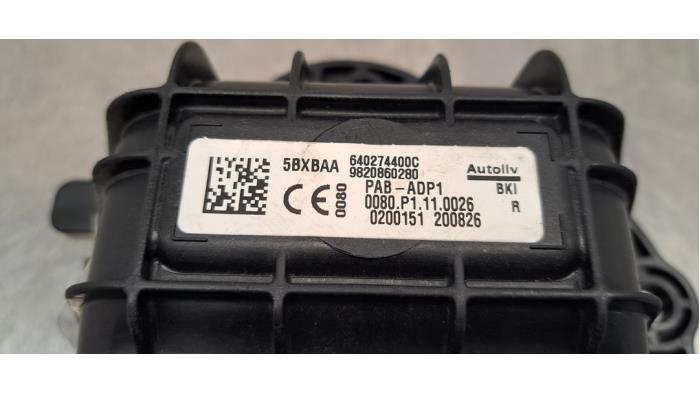 5BXBAA 640274400C Autoliv
9820860280
CE 0080 PAB-ADP1 BKI
0080.P1.11.0026 R
0200151 200826